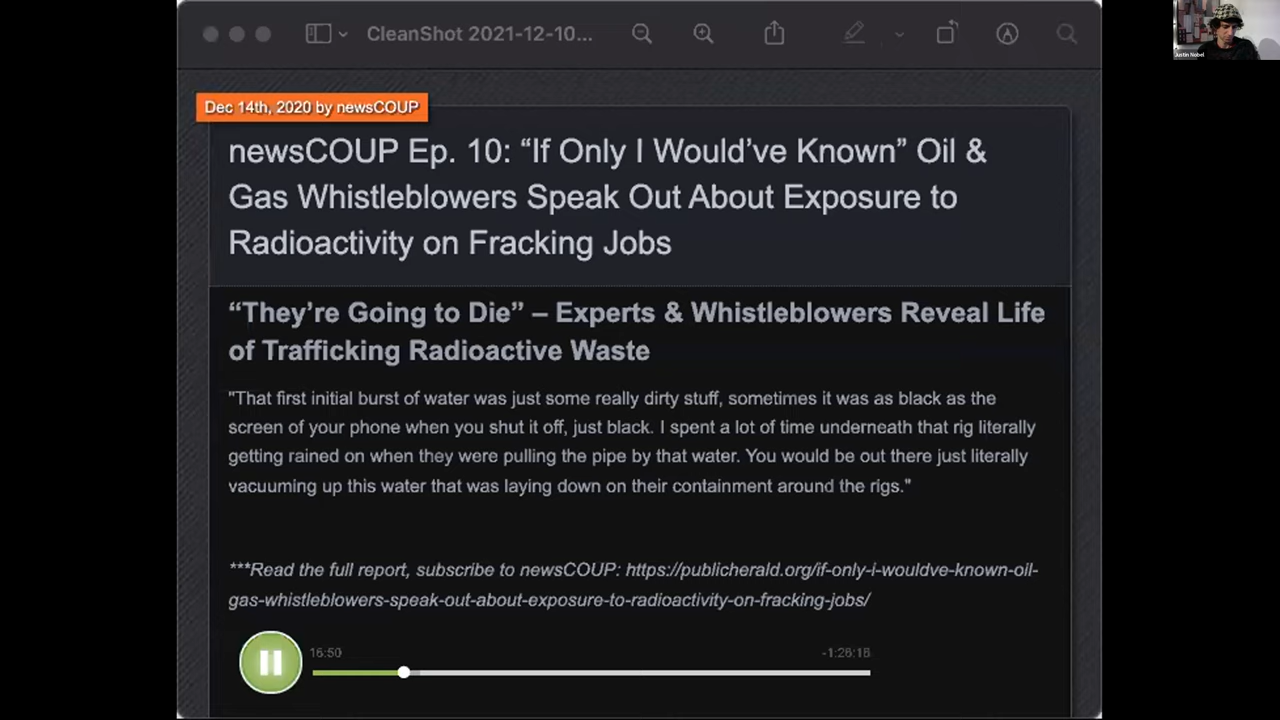 CleanShot 2021-12-10...
Justin Nobel
Dec 14th, 2020 by newsCOUP
newsCOUP Ep. 10: “If Only I Would’ve Known” Oil &
Gas Whistleblowers Speak Out About Exposure to
Radioactivity on Fracking Jobs
“They’re Going to Die” – Experts & Whistleblowers Reveal Life
of Trafficking Radioactive Waste
"That first initial burst of water was just some really dirty stuff, sometimes it was as black as the
screen of your phone when you shut it off, just black. I spent a lot of time underneath that rig literally
getting rained on when they were pulling the pipe by that water. You would be out there just literally
vacuuming up this water that was laying down on their containment around the rigs."
***Read the full report, subscribe to newsCOUP: https://publicherald.org/if-only-i-wouldve-known-oil-
gas-whistleblowers-speak-out-about-exposure-to-radioactivity-on-fracking-jobs/
16:50
-1:26:18